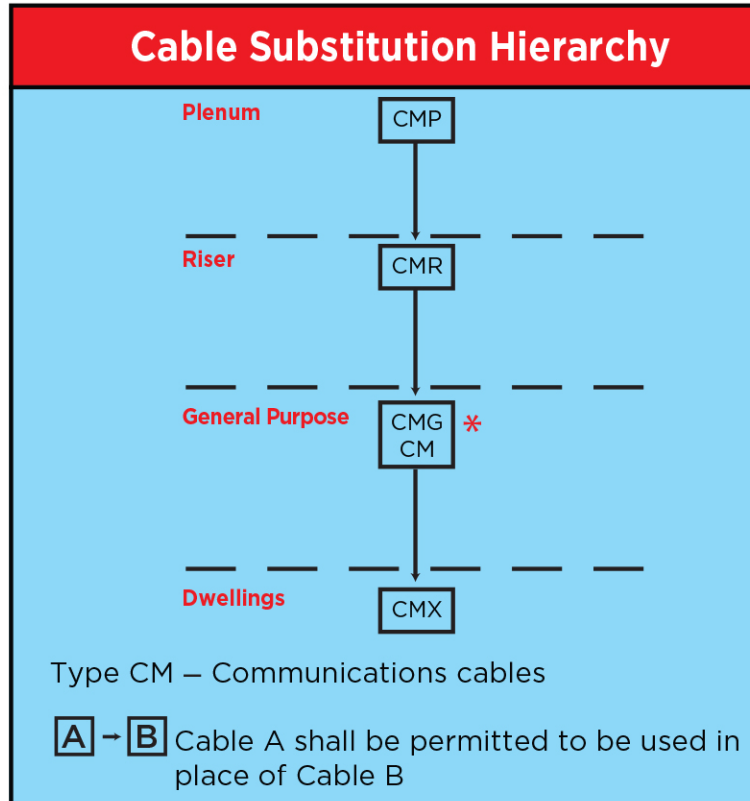 Cable Substitution Hierarchy
Plenum
CMP
Riser
CMR
General Purpose
CMG *
CM
Dwellings
CMX
Type CM – Communications cables
A → B Cable A shall be permitted to be used in
place of Cable B